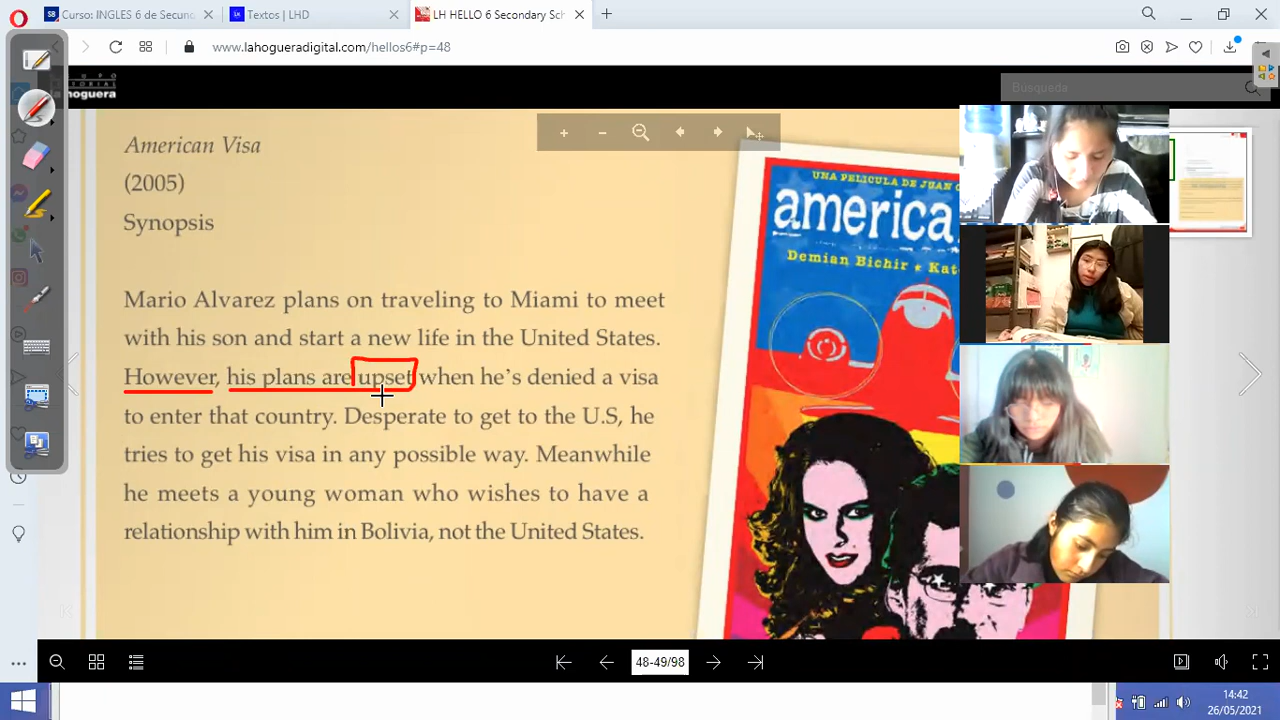 Curso: INGLES 6 de Secund
Textos | LHD
LH HELLO 6 Secondary Sch
www.lahogueradigital.com/hellos6#p=48
la hoguera
Búsqueda
American Visa
(2005)
Synopsis
Mario Alvarez plans on traveling to Miami to meet
with his son and start a new life in the United States.
However, his plans are upset when he's denied a visa
to enter that country. Desperate to get to the U.S, he
tries to get his visa in any possible way. Meanwhile
he meets a young woman who wishes to have a
relationship with him in Bolivia, not the United States.
UNA PELICULA DE JUAN
america
Demian Bichir ★ Kat
48-49/98
14:42
26/05/2021